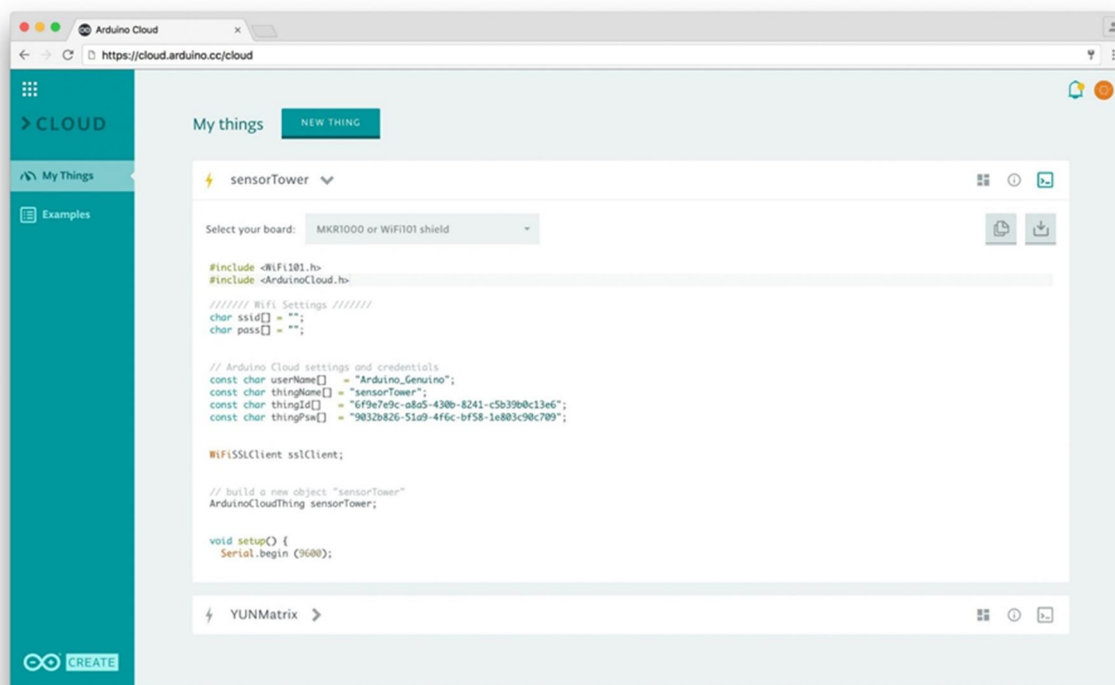 Arduino Cloud
https://cloud.arduino.cc/cloud
CLOUD
My Things
Examples
My things
NEW THING
sensorTower
Select your board:
MKR1000 or WiFi101 shield
#include <WiFi101.h>
#include <ArduinoCloud.h>
/////// Wifi Settings ///////
char ssid[] = "";
char pass[] = "";
// Arduino Cloud settings and credentials
const char userName[]   = "Arduino_Genuino";
const char thingName[] = "sensorTower";
const char thingId[]   = "6f9e7e9c-a8a5-430b-8241-c5b39b0c13e6";
const char thingPsw[]  = "9032b826-51a9-4f6c-bf58-1e803c90c709";
WiFiSSLClient sslClient;
// build a new object "sensorTower"
ArduinoCloudThing sensorTower;
void setup() {
  Serial.begin (9600);
YUNMatrix
CREATE